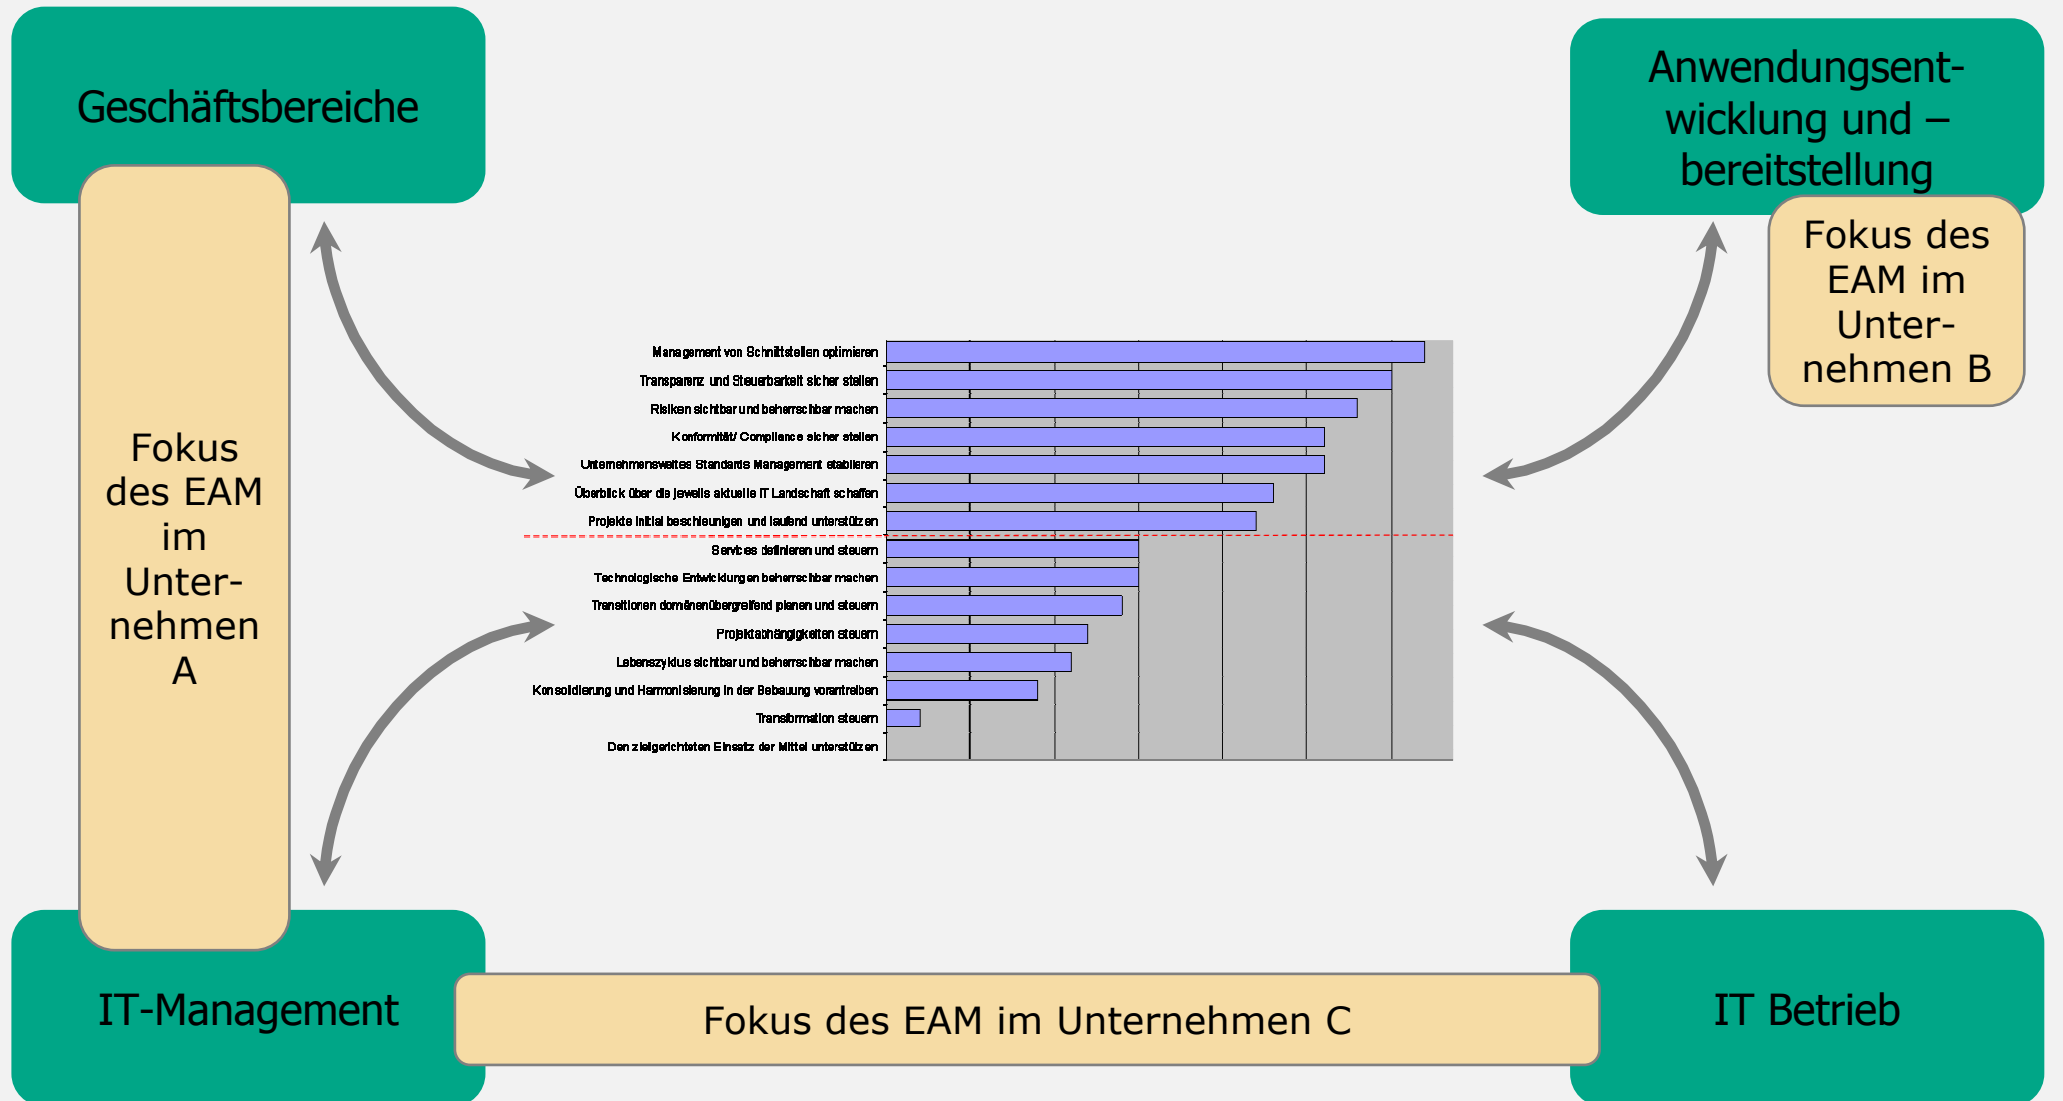 Geschäftsbereiche
Anwendungsent-
wicklung und –
bereitstellung
Fokus des
EAM im
Unter-
nehmen B
Fokus
des EAM
im
Unter-
nehmen
A
Management von Schnittstellen optimieren
Transparenz und Steuerbarkeit sicher stellen
Risiken sichtbar und beherrschbar machen
Konformität/ Compliance sicher stellen
Unternehmensweites Standards Management etablieren
Überblick über die jeweils aktuelle IT Landschaft schaffen
Projekte initial beschleunigen und laufend unterstützen
Services definieren und steuern
Technologische Entwicklungen beherrschbar machen
Transitionen domänenübergreifend planen und steuern
Projektabhängigkeiten steuern
Lebenszyklus sichtbar und beherrschbar machen
Konsolidierung und Harmonisierung in der Bebauung vorantreiben
Transformation steuern
Den zielgerichteten Einsatz der Mittel unterstützen
IT-Management
Fokus des EAM im Unternehmen C
IT Betrieb